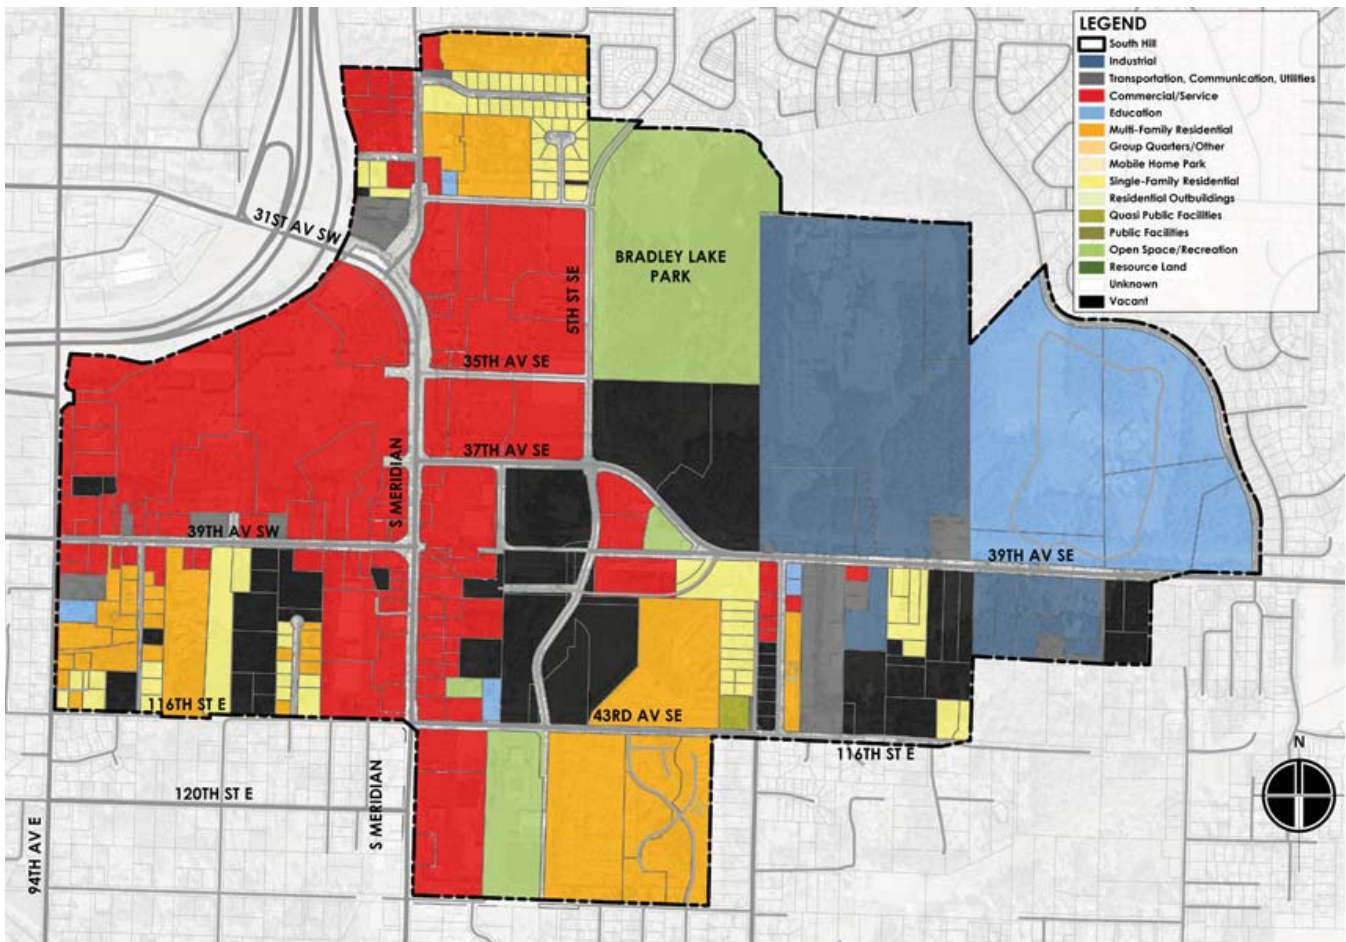 LEGEND
South Hill
Industrial
Transportation, Communication, Utilities
Commercial/Service
Education
Multi-Family Residential
Group Quarters/Other
Mobile Home Park
Single-Family Residential
Residential Outbuildings
Quasi Public Facilities
Public Facilities
Open Space/Recreation
Resource Land
Unknown
Vacant
31ST AV SW
BRADLEY LAKE
PARK
5TH ST SE
35TH AV SE
S MERIDIAN
37TH AV SE
39TH AV SW
39TH AV SE
116TH ST E
43RD AV SE
116TH ST E
N
120TH ST E
S MERIDIAN
94TH AV E